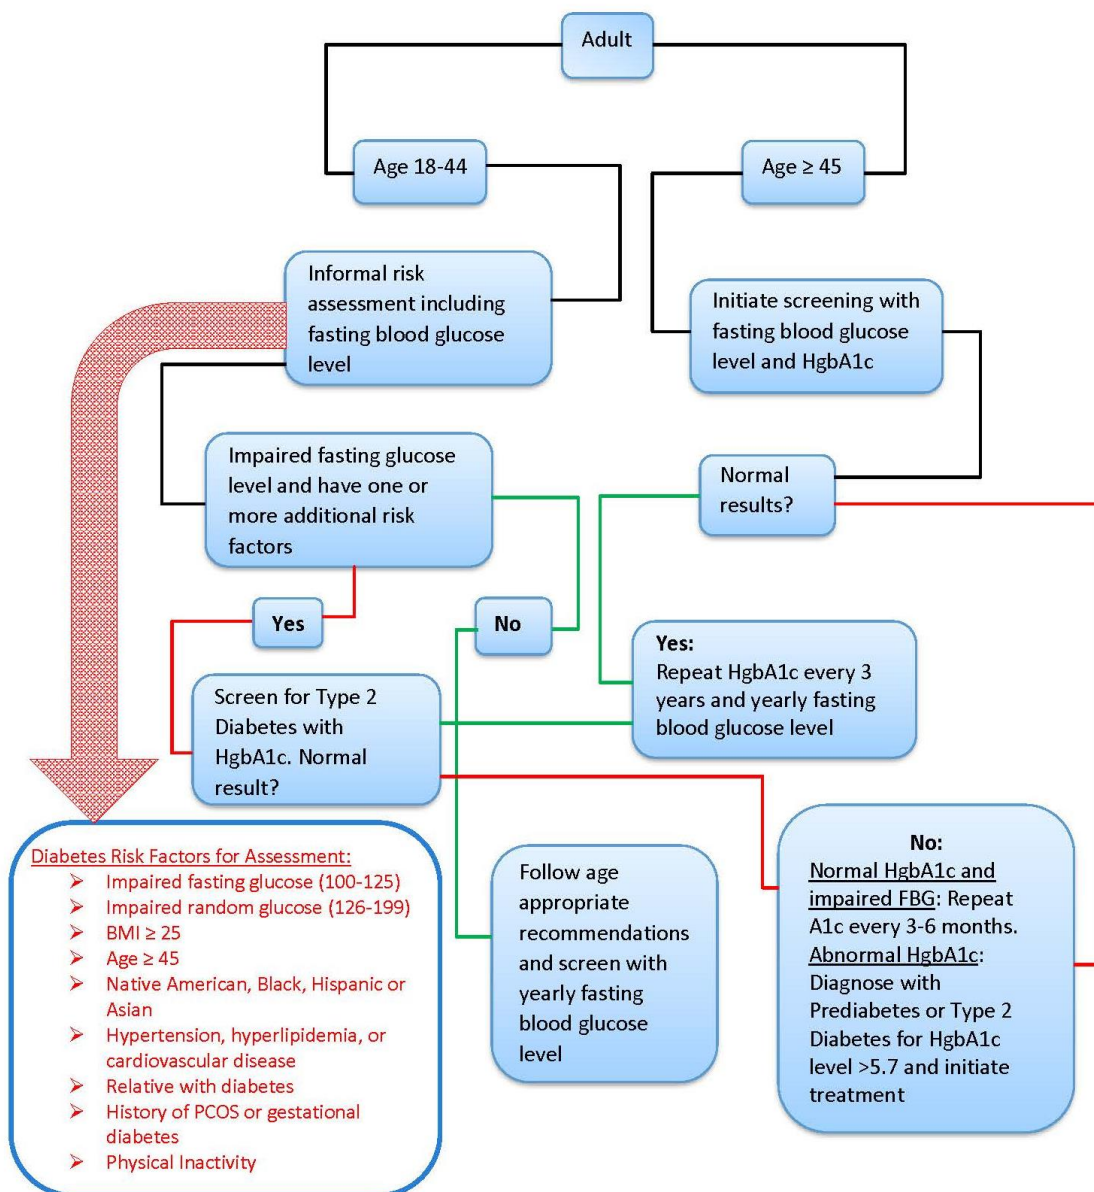 Adult
Age 18-44
Age ≥ 45
Informal risk
assessment including
fasting blood glucose
level
Initiate screening with
fasting blood glucose
level and HgbA1c
Impaired fasting glucose
level and have one or
more additional risk
factors
Normal
results?
Yes
No
Yes:
Repeat HgbA1c every 3
years and yearly fasting
blood glucose level
Screen for Type 2
Diabetes with
HgbA1c. Normal
result?
Diabetes Risk Factors for Assessment:
➢ Impaired fasting glucose (100-125)
➢ Impaired random glucose (126-199)
➢ BMI ≥ 25
➢ Age ≥ 45
➢ Native American, Black, Hispanic or
Asian
➢ Hypertension, hyperlipidemia, or
cardiovascular disease
➢ Relative with diabetes
➢ History of PCOS or gestational
diabetes
➢ Physical Inactivity
Follow age
appropriate
recommendations
and screen with
yearly fasting
blood glucose
level
No:
Normal HgbA1c and
impaired FBG: Repeat
A1c every 3-6 months.
Abnormal HgbA1c:
Diagnose with
Prediabetes or Type 2
Diabetes for HgbA1c
level >5.7 and initiate
treatment